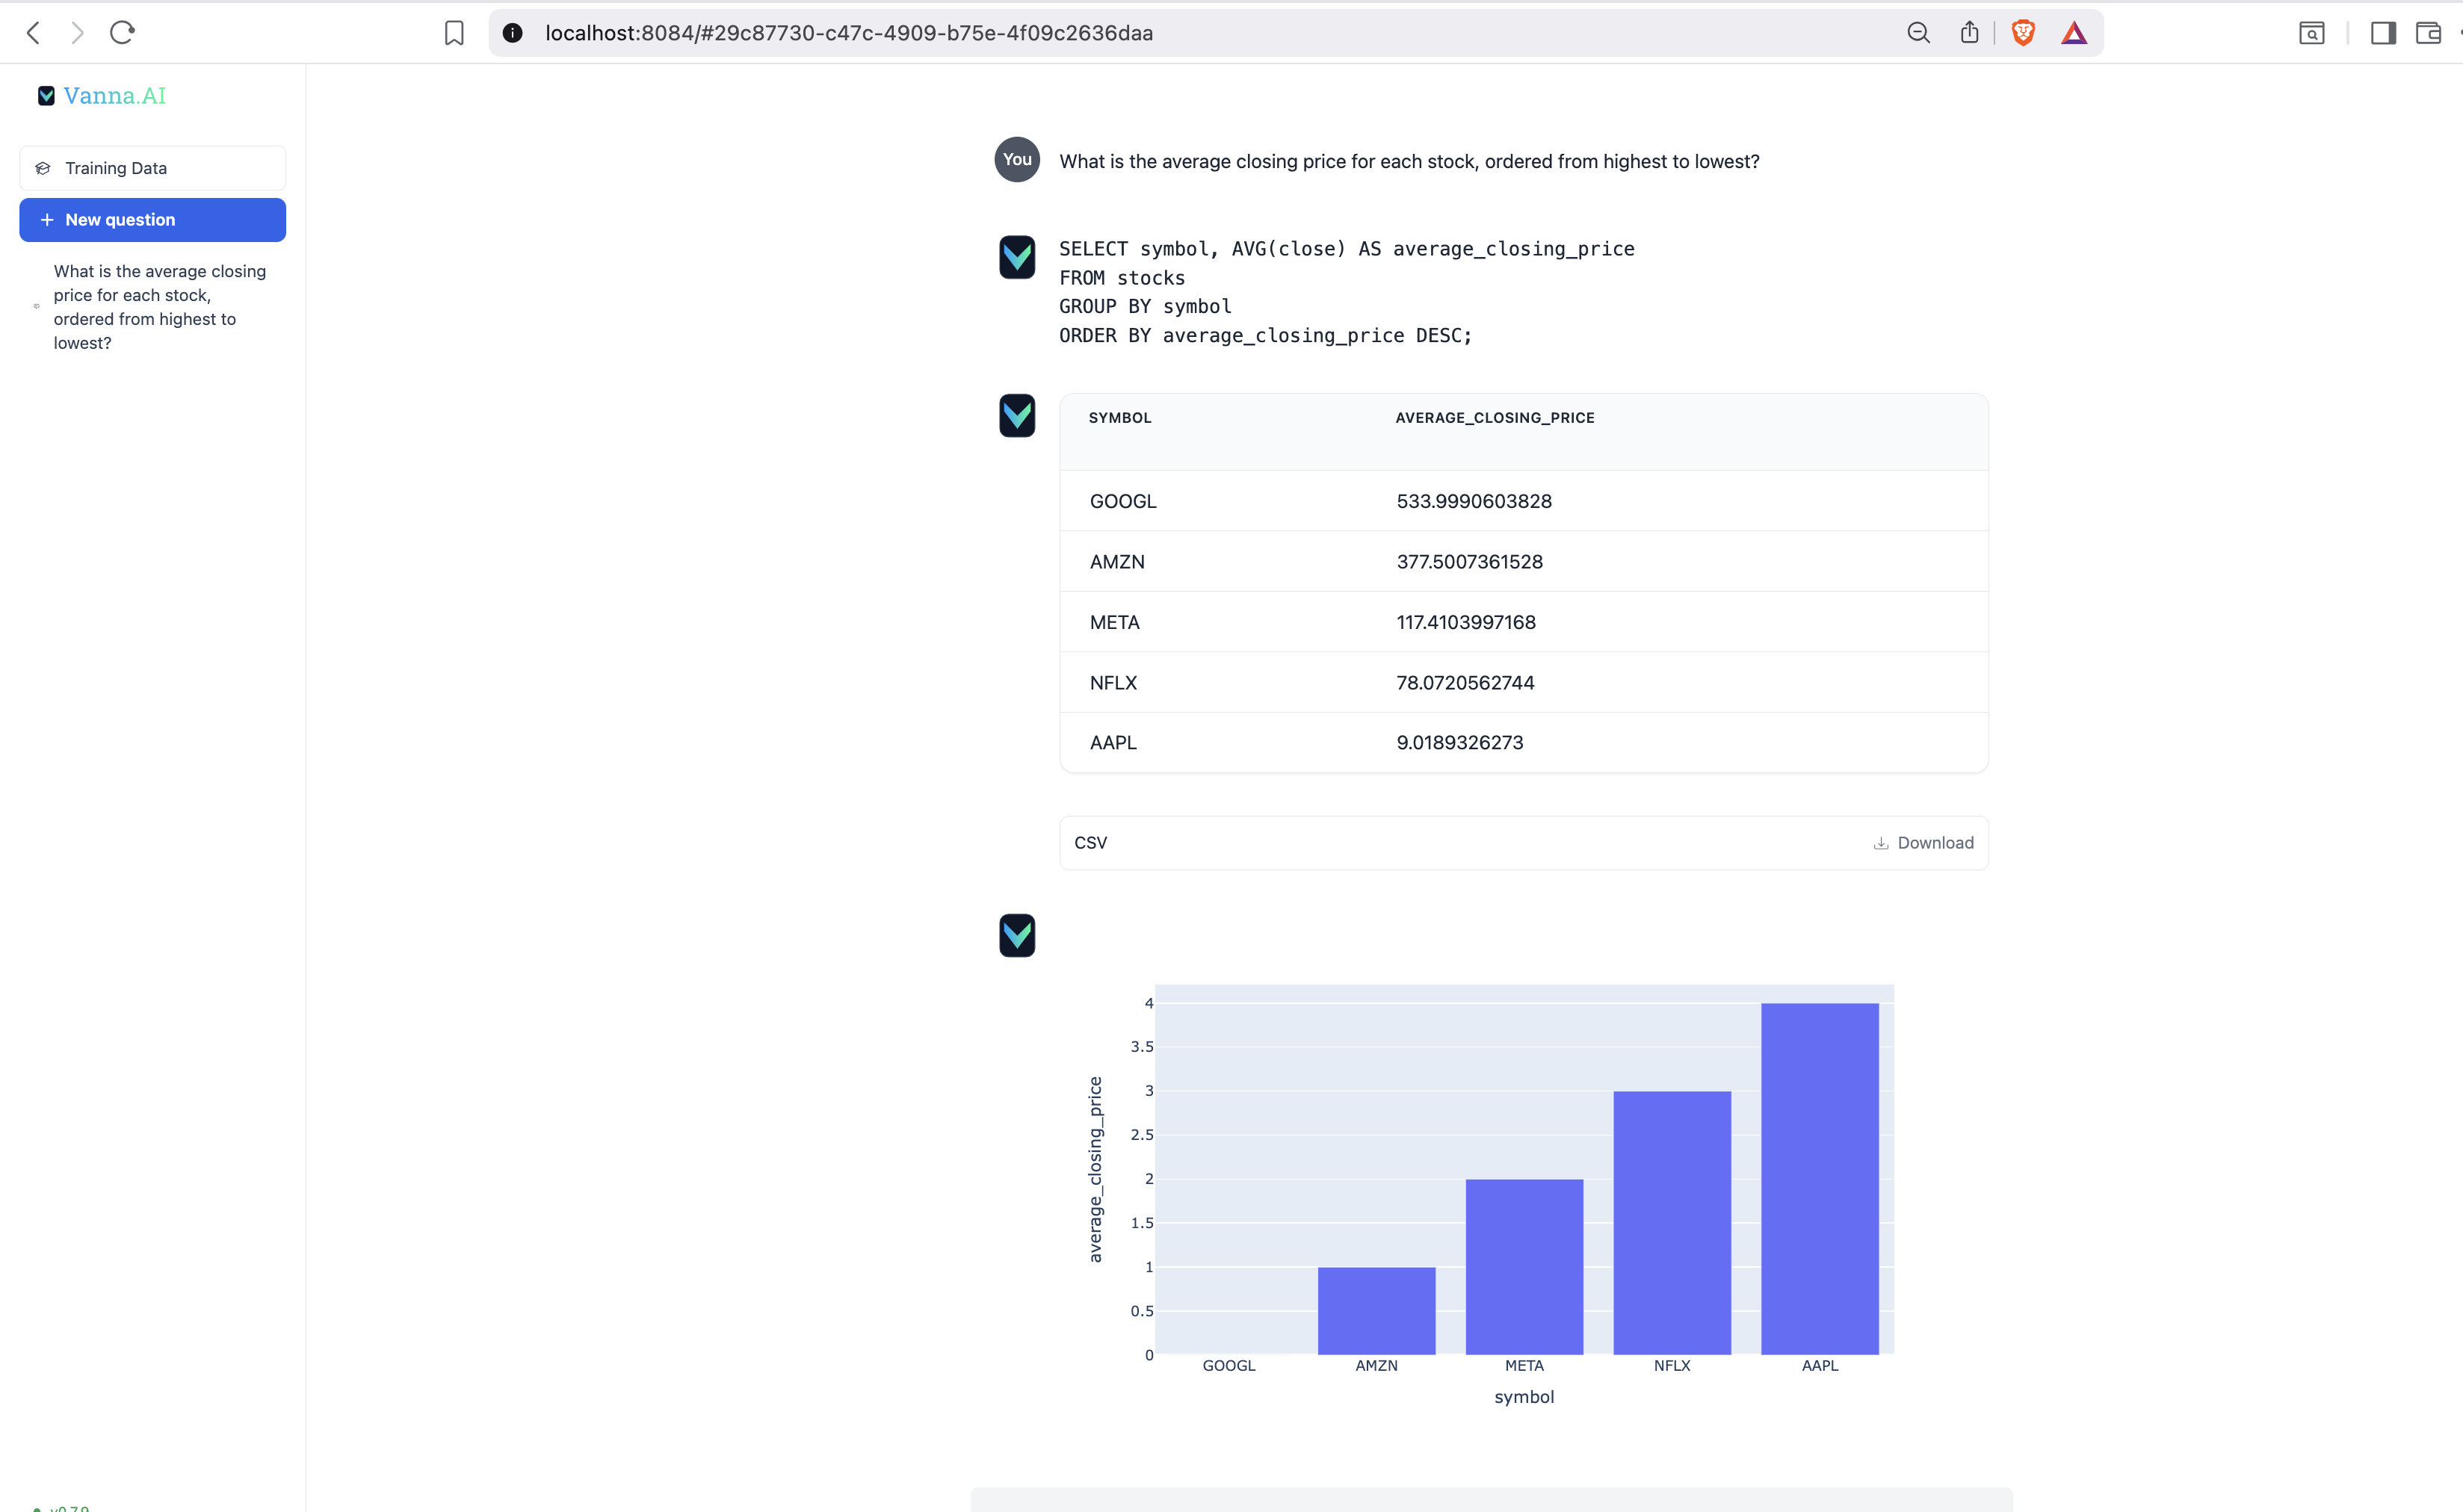 localhost:8084/#29c87730-c47c-4909-b75e-4f09c2636daa
Vanna.AI
Training Data
+ New question
What is the average closing
price for each stock,
ordered from highest to
lowest?
You
What is the average closing price for each stock, ordered from highest to lowest?
SELECT symbol, AVG(close) AS average_closing_price
FROM stocks
GROUP BY symbol
ORDER BY average_closing_price DESC;
SYMBOL AVERAGE_CLOSING_PRICE
GOOGL 533.9990603828
AMZN 377.5007361528
META 117.4103997168
NFLX 78.0720562744
AAPL 9.0189326273
CSV Download
4
3.5
3
2.5
2
1.5
1
0.5
0
average_closing_price
GOOGL AMZN META NFLX AAPL
symbol